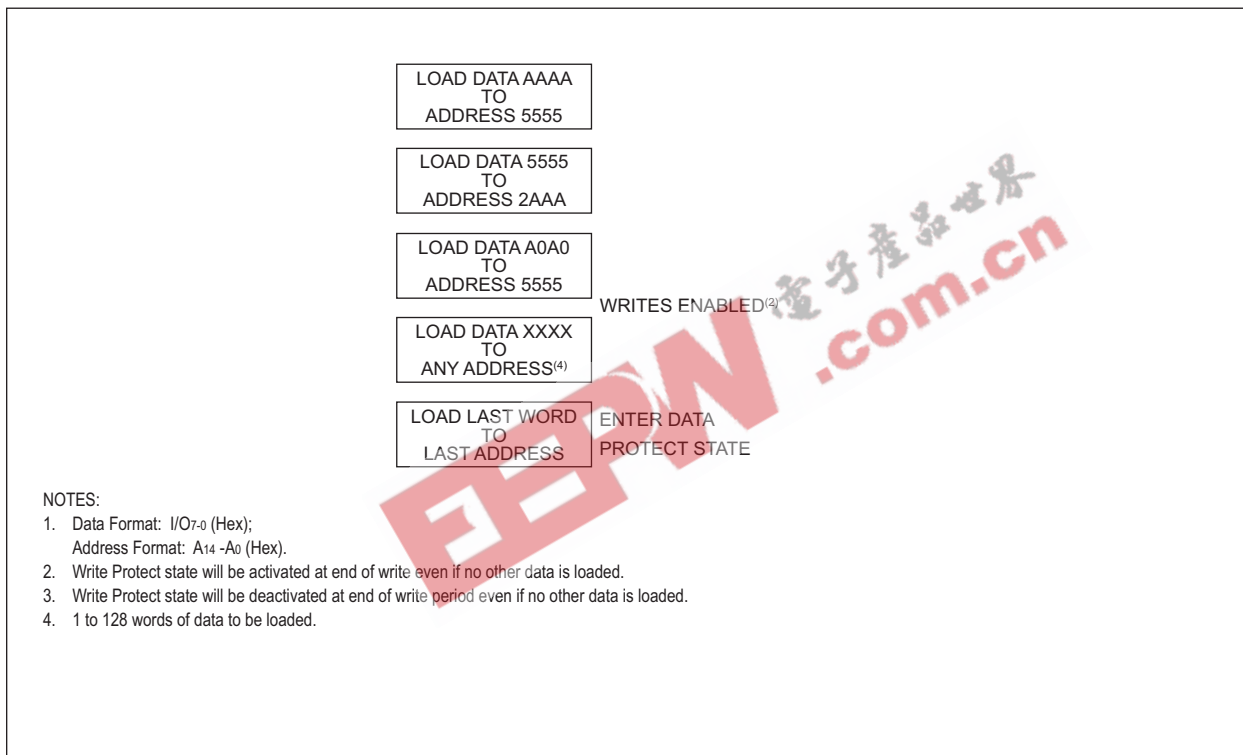 LOAD DATA AAAA
TO
ADDRESS 5555
LOAD DATA 5555
TO
ADDRESS 2AAA
LOAD DATA A0A0
TO
ADDRESS 5555
WRITES ENABLED(2)
LOAD DATA XXXX
TO
ANY ADDRESS(4)
LOAD LAST WORD
TO
LAST ADDRESS
ENTER DATA
PROTECT STATE
EEPW
電子產品世界
.com.cn
NOTES:
1. Data Format: I/O7-0 (Hex);
Address Format: A14 -A0 (Hex).
2. Write Protect state will be activated at end of write even if no other data is loaded.
3. Write Protect state will be deactivated at end of write period even if no other data is loaded.
4. 1 to 128 words of data to be loaded.